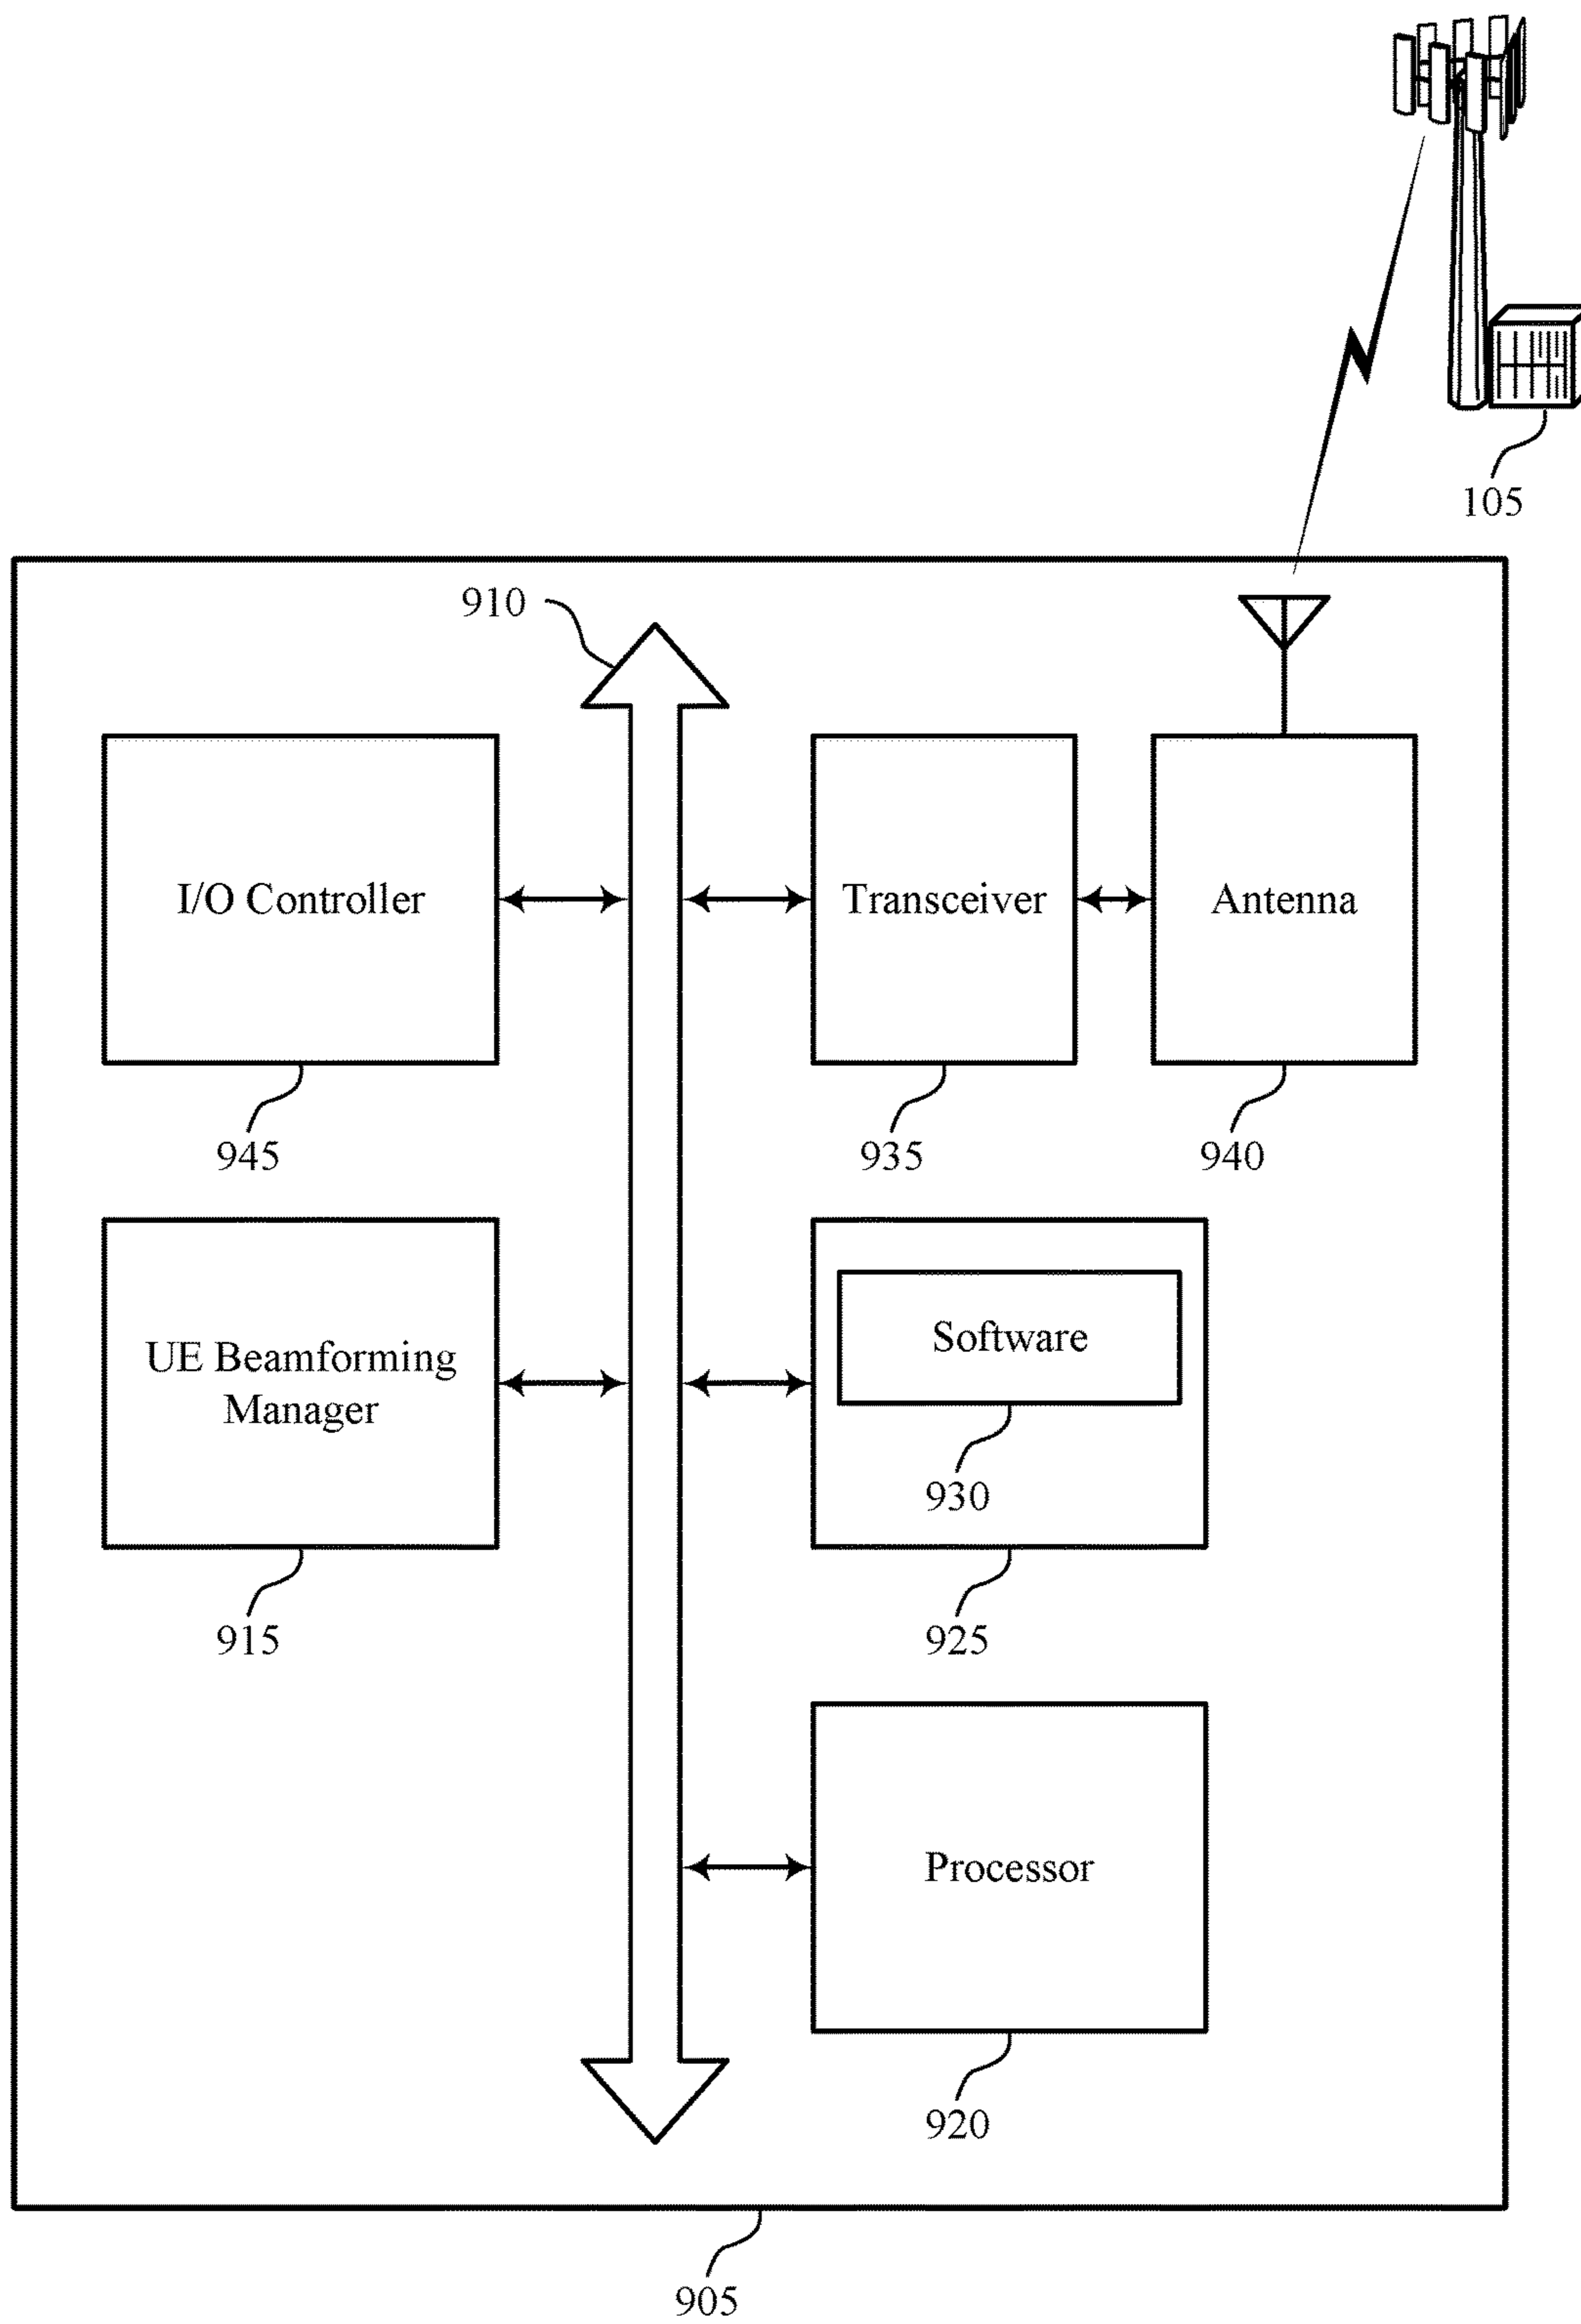 105
910
I/O Controller
Transceiver
Antenna
945
935
940
UE Beamforming
Manager
Software
930
915
925
Processor
920
905